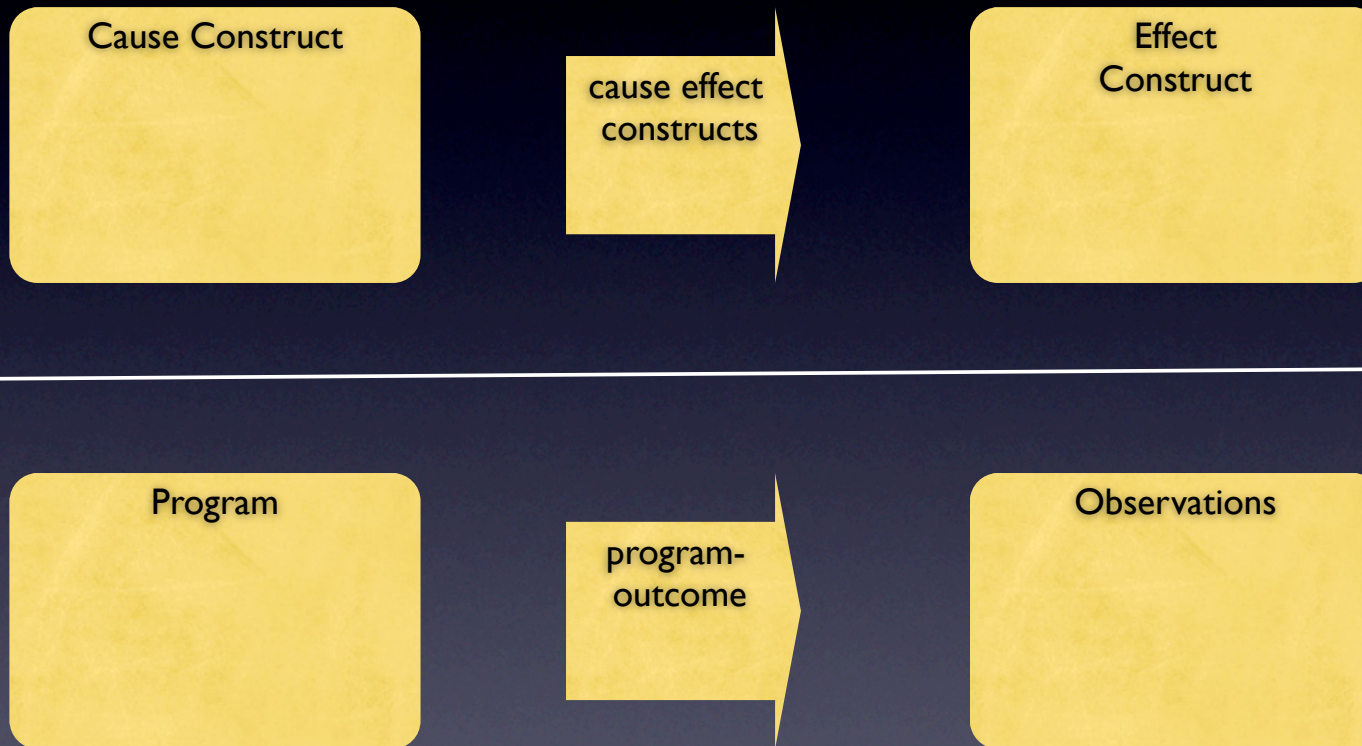 Cause Construct
cause effect
constructs
Effect
Construct
Program
program-
outcome
Observations